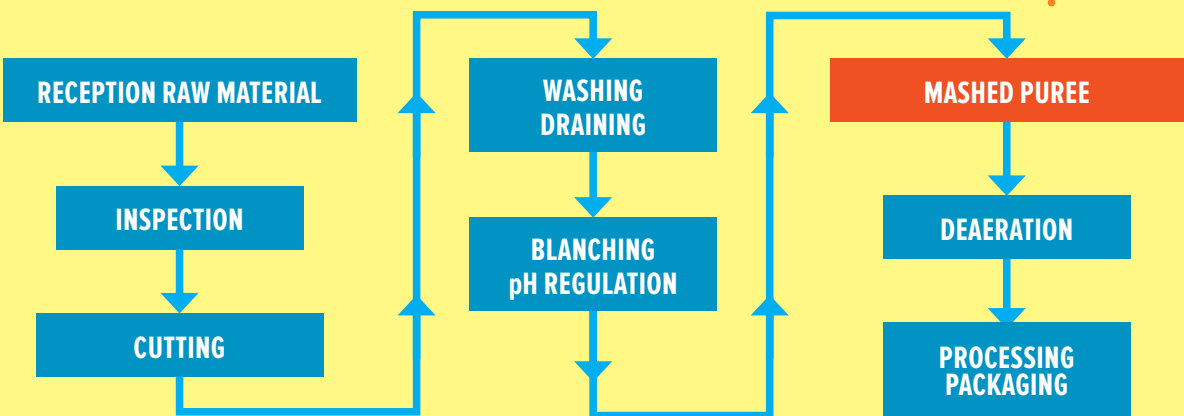 RECEPTION RAW MATERIAL
INSPECTION
CUTTING
WASHING
DRAINING
BLANCHING
pH REGULATION
MASHED PUREE
DEAERATION
PROCESSING
PACKAGING